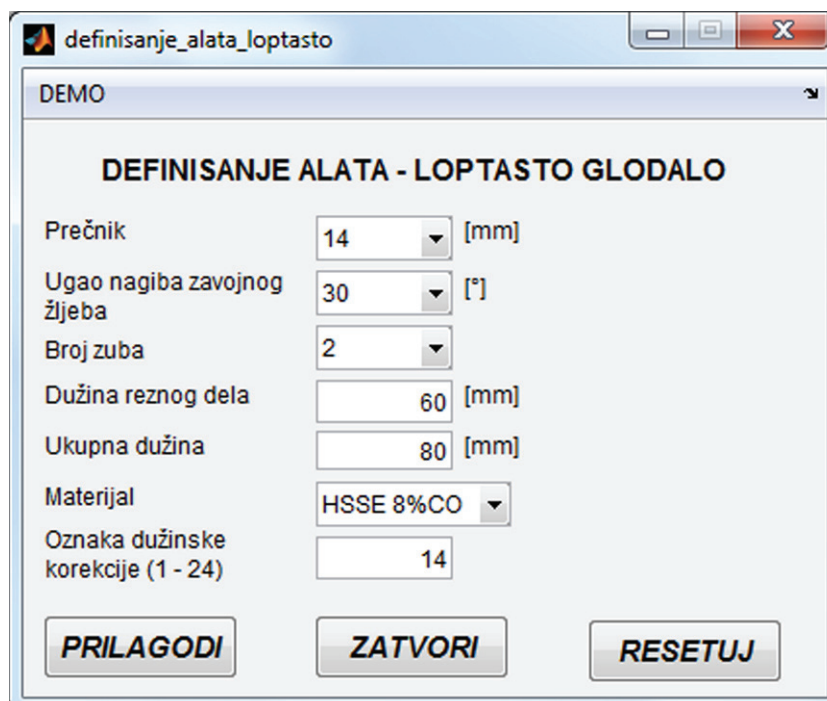 definisanje_alata_loptasto
DEMO
DEFINISANJE ALATA - LOPTASTO GLODALO
Prečnik 14 [mm]
Ugao nagiba zavojnog
žljeba 30 [°]
Broj zuba 2
Dužina reznog dela 60 [mm]
Ukupna dužina 80 [mm]
Materijal HSSE 8%CO
Oznaka dužinske
korekcije (1 - 24) 14
PRILAGODI ZATVORI RESETUJ